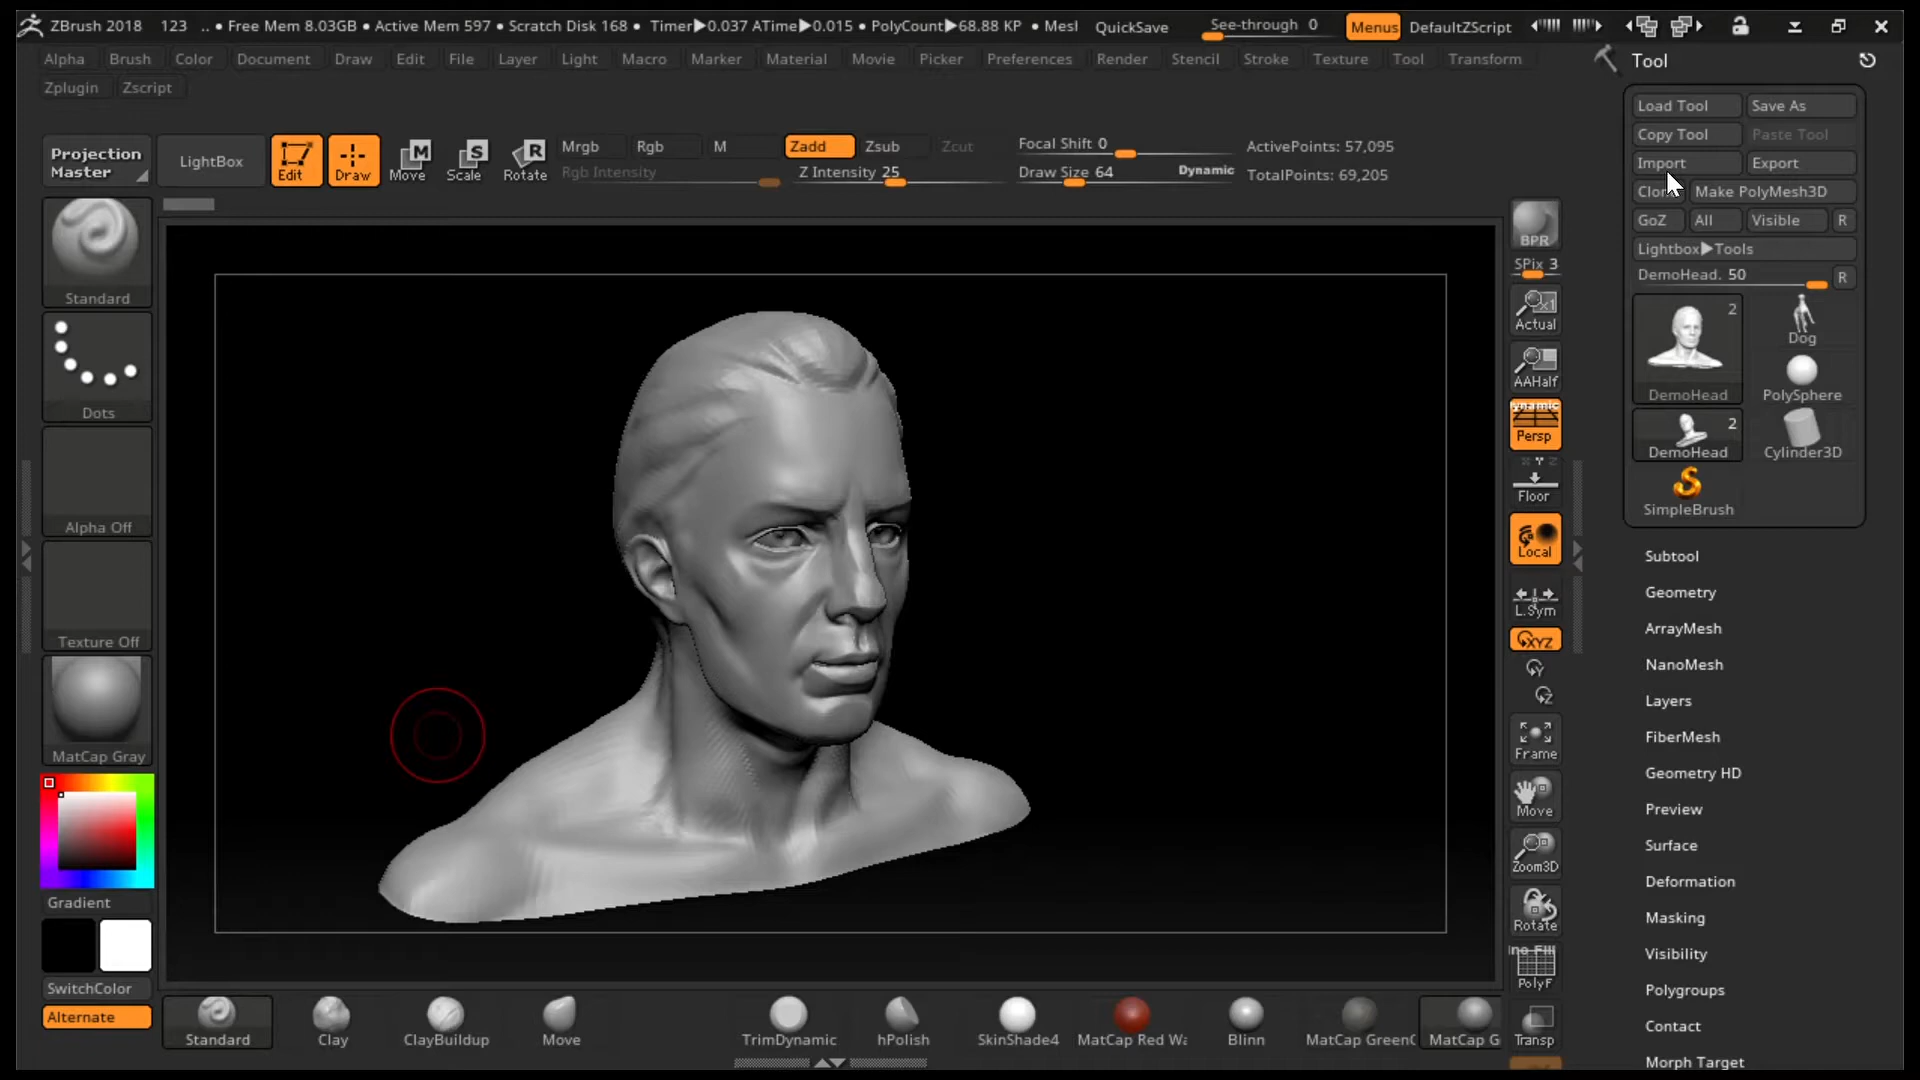 ZBrush 2018 123 .. • Free Mem 8.03GB • Active Mem 597 • Scratch Disk 168 • Timer▶0.037 ATime▶0.015 • PolyCount▶68.88 KP • Mesl QuickSave See-through 0 Menus DefaultZScript
Alpha Brush Color Document Draw Edit File Layer Light Macro Marker Material Movie Picker Preferences Render Stencil Stroke Texture Tool Transform
Zplugin Zscript
Projection Master
LightBox
Edit
Draw
M
Move
S
Scale
R
Rotate
Mrgb Rgb M Zadd Zsub Zcut
Rgb Intensity Z Intensity 25
Focal Shift 0
Draw Size 64 Dynamic
ActivePoints: 57,095
TotalPoints: 69,205
Standard
Dots
Alpha Off
Texture Off
MatCap Gray
Gradient
SwitchColor
Alternate
BPR
SPix 3
x1
Actual
AAHalf
Persp
Floor
Local
L.Sym
XYZ
Y
Z
Frame
Move
Zoom3D
Rotate
PolyF
Transp
Tool
Load Tool Save As
Copy Tool Paste Tool
Import Export
Clon Make PolyMesh3D
GoZ All Visible R
Lightbox▶Tools
DemoHead. 50 R
2
DemoHead
Dog
PolySphere
2
DemoHead
Cylinder3D
SimpleBrush
Subtool
Geometry
ArrayMesh
NanoMesh
Layers
FiberMesh
Geometry HD
Preview
Surface
Deformation
Masking
Visibility
Polygroups
Contact
Morph Target
Standard Clay ClayBuildup Move TrimDynamic hPolish SkinShade4 MatCap Red Wa Blinn MatCap GreenC MatCap G